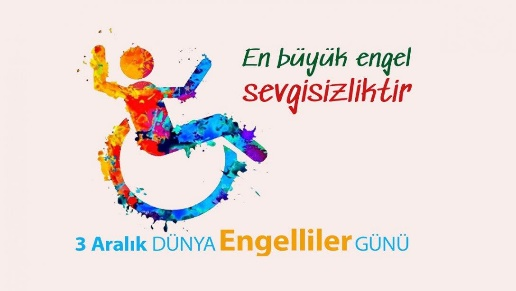 En büyük engel
sevgisizliktir
3 Aralık DÜNYA Engelliler GÜNÜ